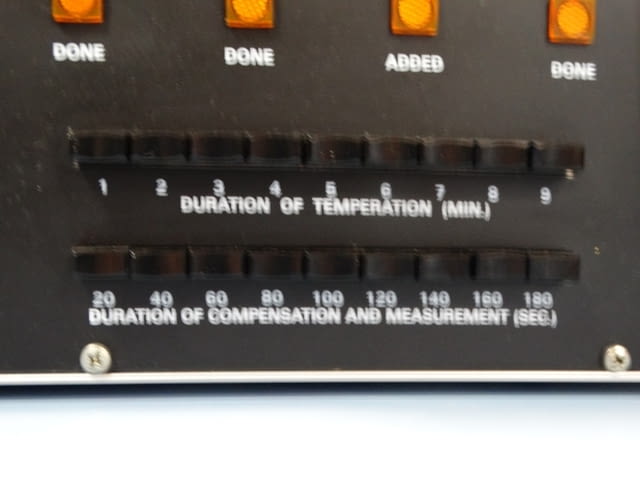 DONE DONE ADDED DONE
1 2 3 4 5 6 7 8 9
DURATION OF TEMPERATION (MIN.)
20 40 60 80 100 120 140 160 180
DURATION OF COMPENSATION AND MEASUREMENT (SEC.)